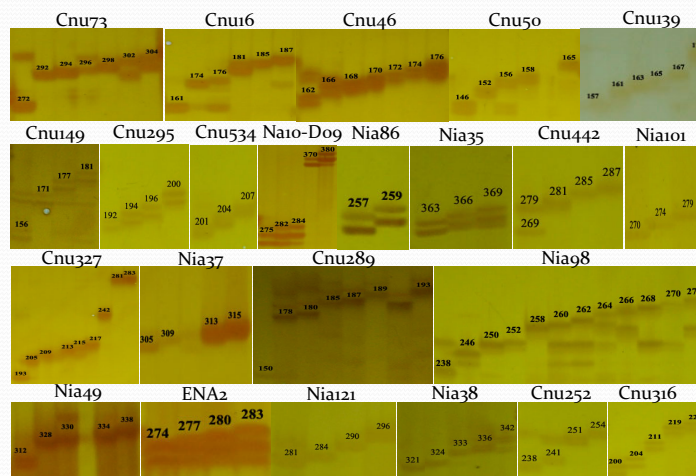 Cnu73 Cnu16 Cnu46 Cnu50 Cnu139
272 292 294 296 298 302 304 161 174 176 181 185 187 162 166 168 170 172 174 176 146 152 156 158 165 157 161 163 165 167
Cnu149 Cnu295 Cnu534 Na10-D09 Nia86 Nia35 Cnu442 Nia101
156 171 177 181 192 194 196 200 201 204 207 275 282 284 370 380 257 259 363 366 369 269 279 281 285 287 270 274 279
Cnu327 Nia37 Cnu289 Nia98
193 205 209 213 215 217 242 281 283 305 309 313 315 150 178 180 185 187 189 193 238 246 250 252 258 260 262 264 266 268 270
Nia49 ENA2 Nia121 Nia38 Cnu252 Cnu316
312 328 330 334 338 274 277 280 283 281 284 290 296 321 324 333 336 342 238 241 251 254 200 204 211 219